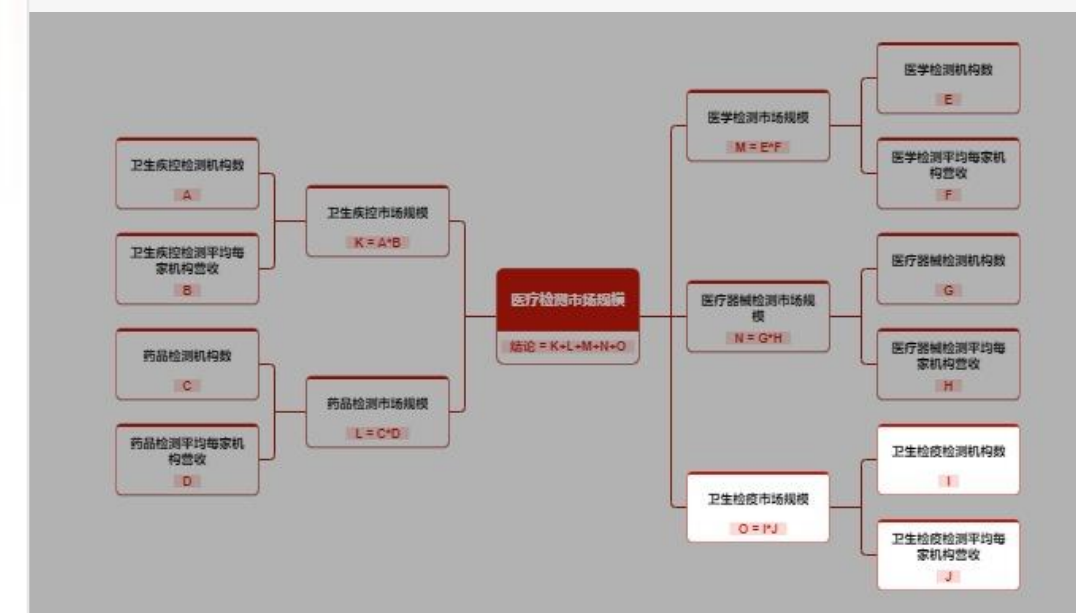 卫生疾控检测机构数
A
卫生疾控检测平均每
家机构营收
B
药品检测机构数
C
药品检测平均每家机
构营收
D
卫生疾控市场规模
K = A*B
药品检测市场规模
L = C*D
医疗检测市场规模
结论 = K+L+M+N+O
医学检测市场规模
M = E*F
医疗器械检测市场规
模
N = G*H
卫生检疫市场规模
O = I*J
医学检测机构数
E
医学检测平均每家机
构营收
F
医疗器械检测机构数
G
医疗器械检测平均每
家机构营收
H
卫生检疫检测机构数
I
卫生检疫检测平均每
家机构营收
J